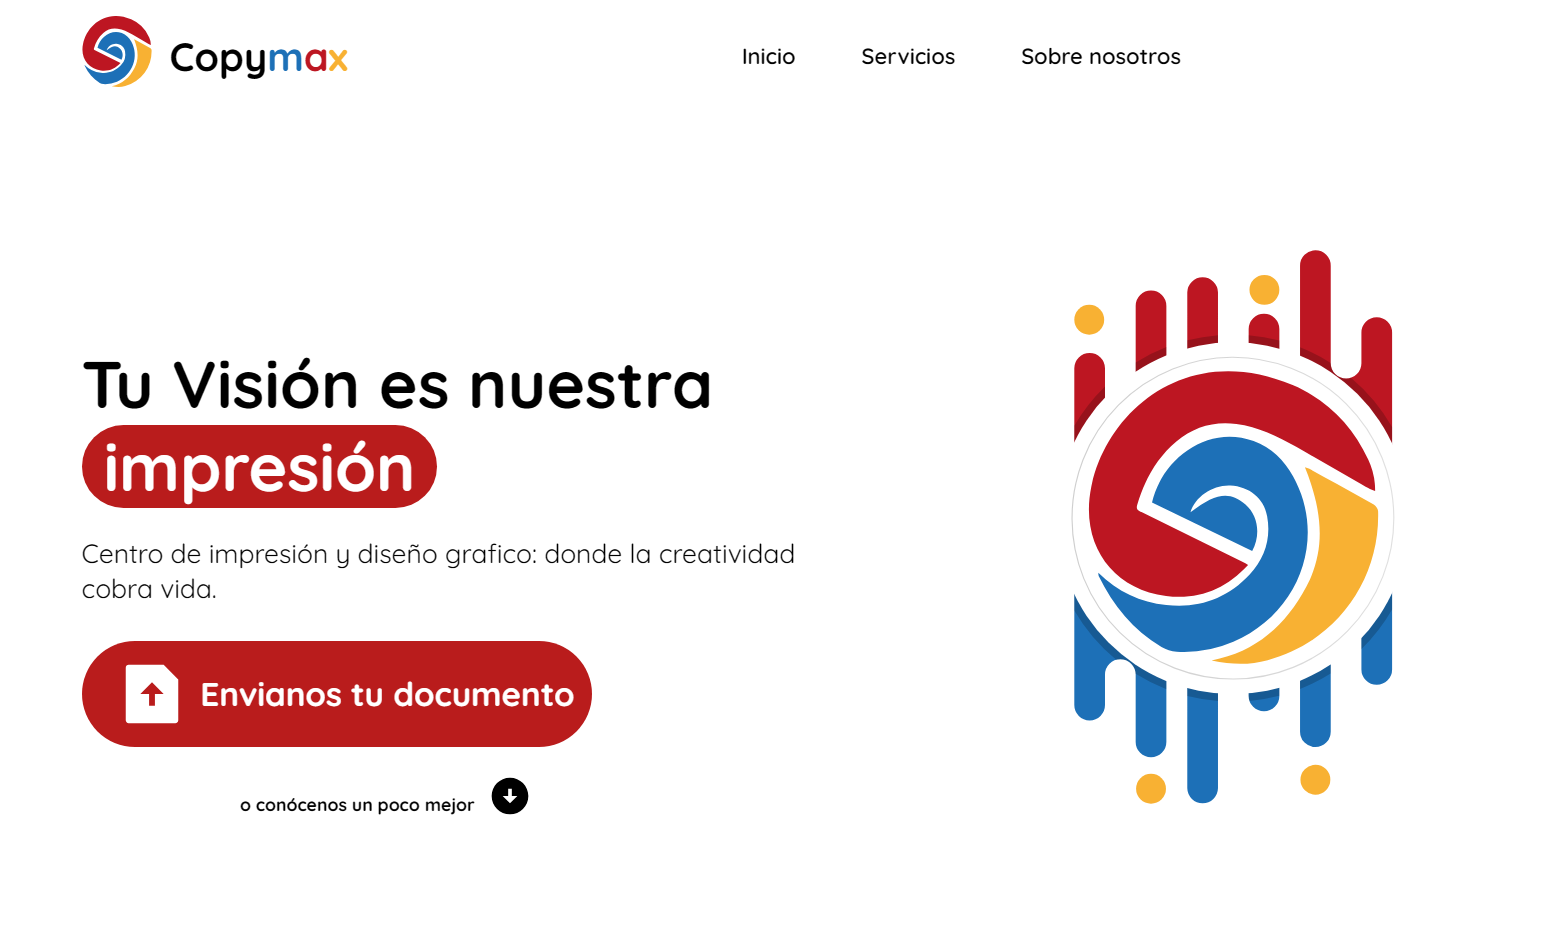 Copymax
Inicio
Servicios
Sobre nosotros
Tu Visión es nuestra
impresión
Centro de impresión y diseño grafico: donde la creatividad
cobra vida.
Envianos tu documento
o conócenos un poco mejor